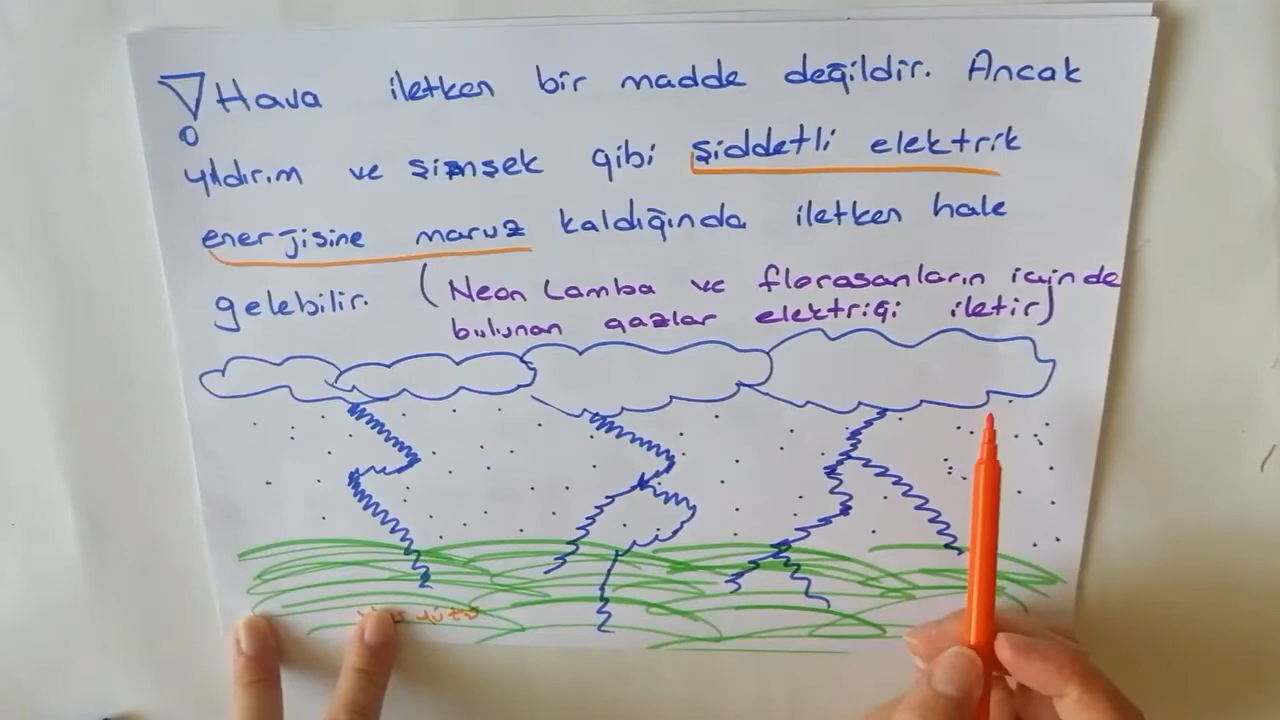 ! Hava iletken bir madde değildir. Ancak
yıldırım ve şimşek gibi şiddetli elektrik
enerjisine maruz kaldığında iletken hale
gelebilir. (Neon Lamba ve florasanların içinde
bulunan gazlar elektriği iletir)